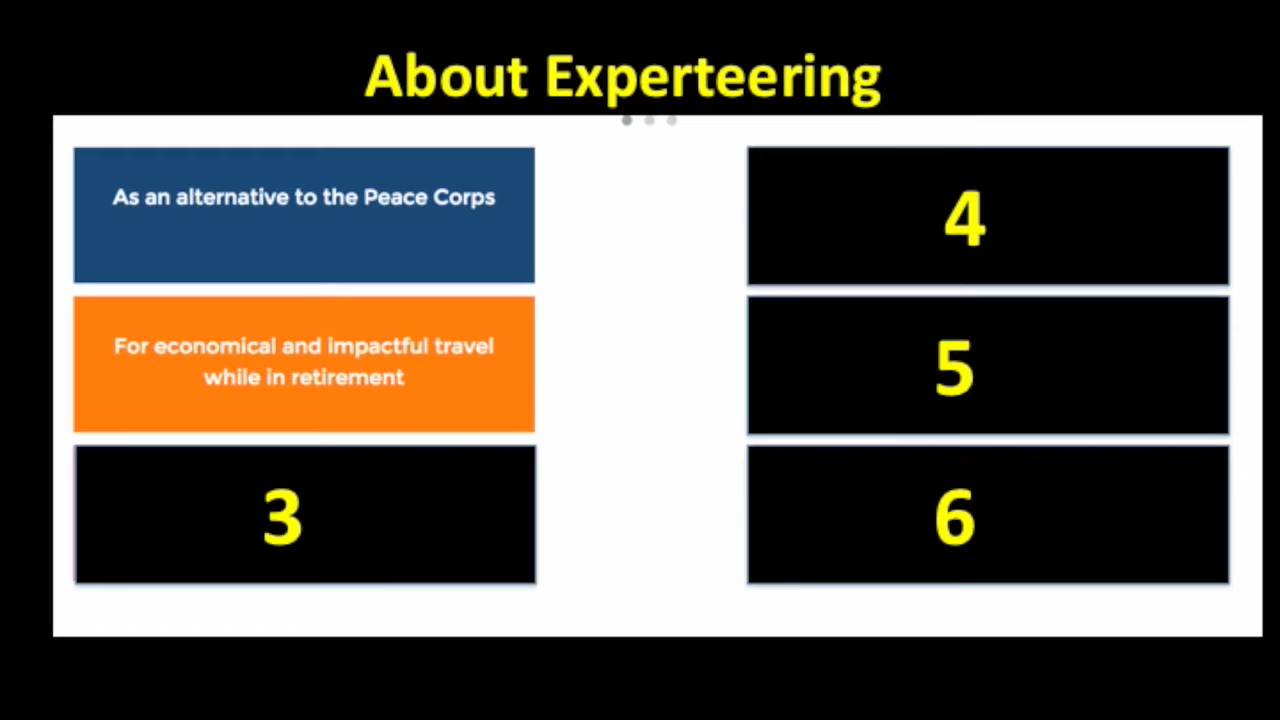 About Experteering
As an alternative to the Peace Corps
For economical and impactful travel
while in retirement
3
4
5
6